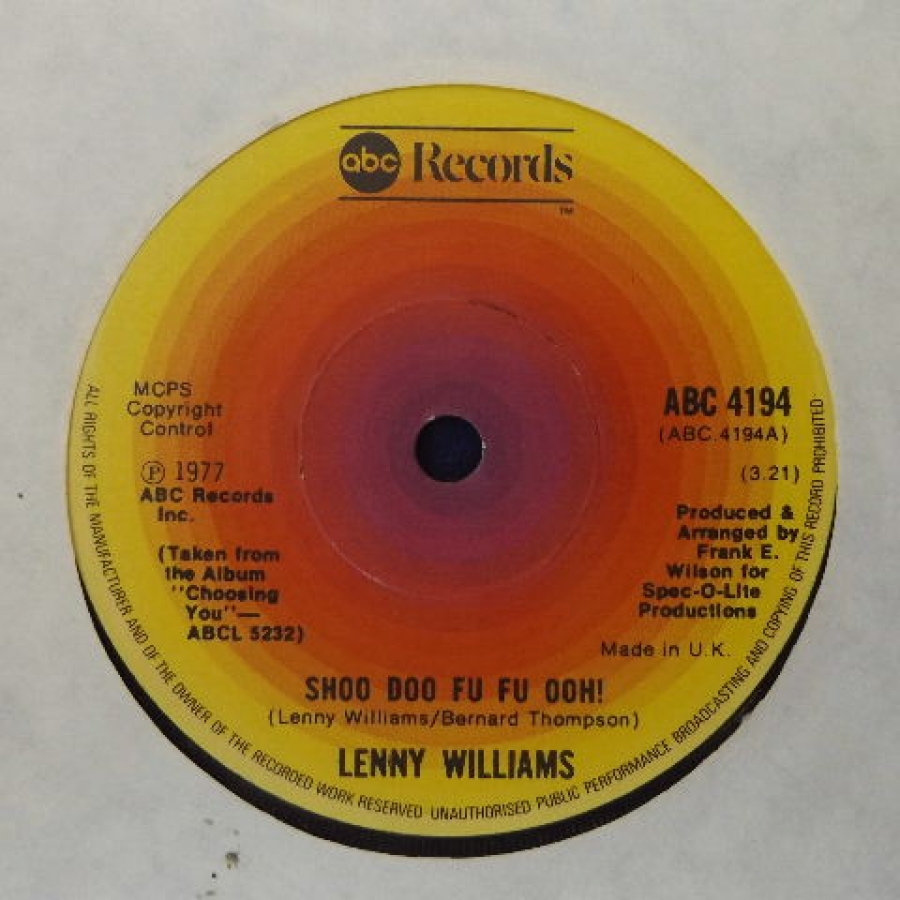 abc Records
™
MCPS
Copyright
Control
Ⓟ 1977
ABC Records
Inc.
(Taken from
the Album
"Choosing
You"—
ABCL 5232)
ABC 4194
(ABC 4194A)
(3.21)
Produced &
Arranged by
Frank E.
Wilson for
Spec-O-Lite
Productions
Made in U.K.
SHOO DOO FU FU OOH!
(Lenny Williams/Bernard Thompson)
LENNY WILLIAMS
ALL RIGHTS OF THE MANUFACTURER AND OF THE OWNER OF THE RECORDED WORK RESERVED UNAUTHORISED PUBLIC PERFORMANCE BROADCASTING AND COPYING OF THIS RECORD PROHIBITED